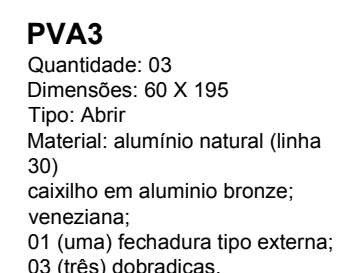 PVA3
Quantidade: 03
Dimensões: 60 X 195
Tipo: Abrir
Material: alumínio natural (linha
30)
caixilho em aluminio bronze;
veneziana;
01 (uma) fechadura tipo externa;
03 (três) dobradiças.